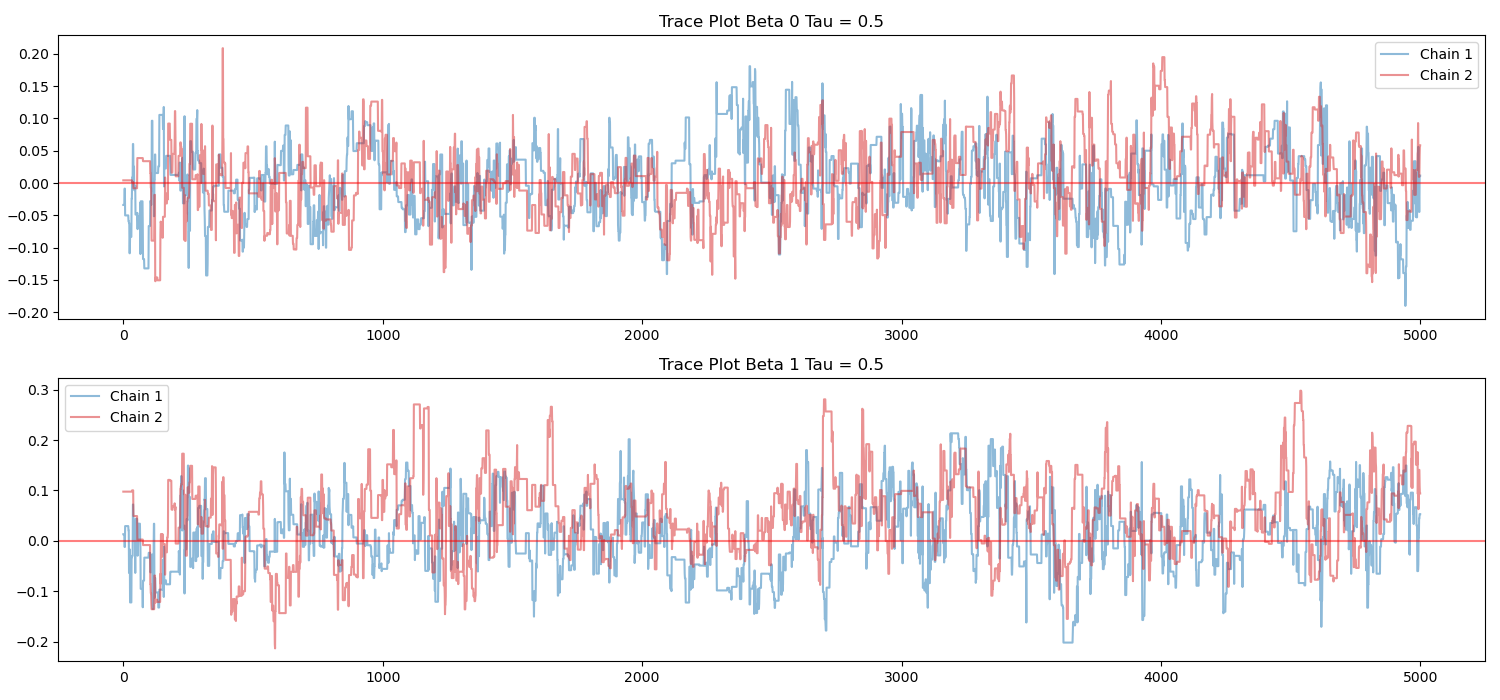 Trace Plot Beta 0 Tau = 0.5
0.20
0.15
0.10
0.05
0.00
−0.05
−0.10
−0.15
−0.20
Chain 1
Chain 2
0 1000 2000 3000 4000 5000
Trace Plot Beta 1 Tau = 0.5
0.3
0.2
0.1
0.0
−0.1
−0.2
Chain 1
Chain 2
0 1000 2000 3000 4000 5000